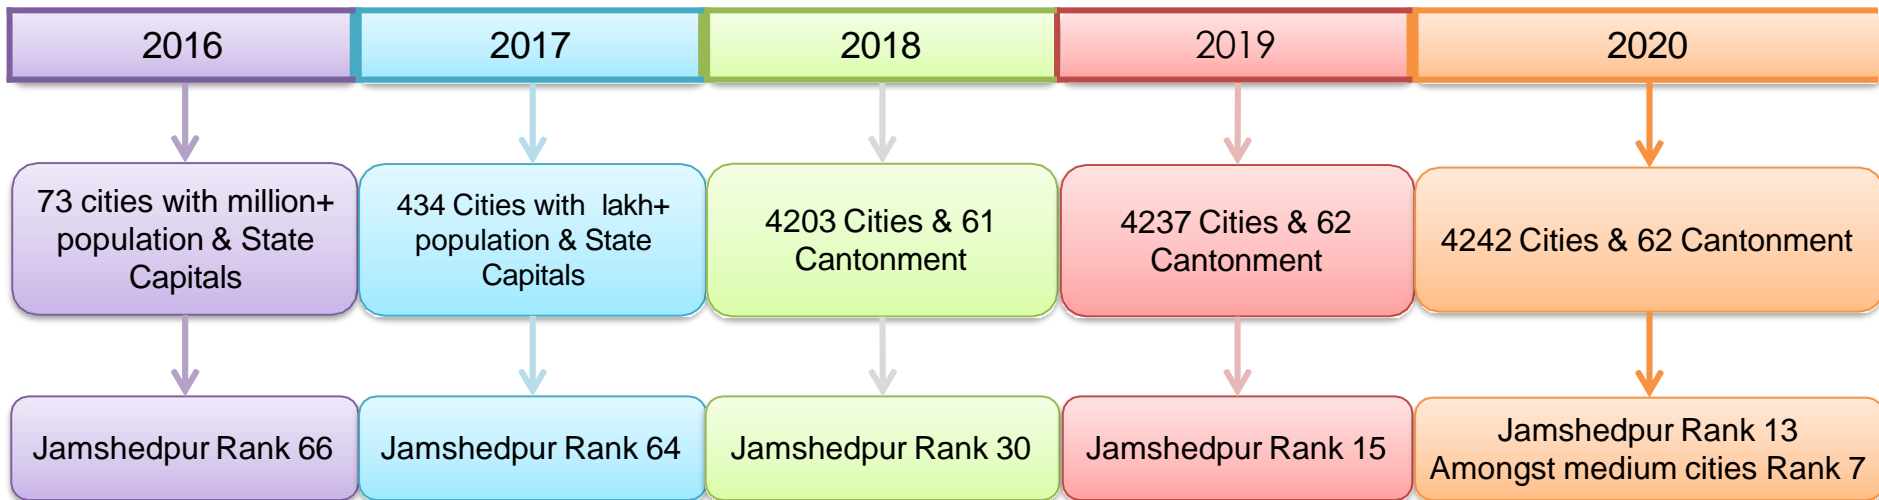 2016
2017
2018
2019
2020
73 cities with million+
population & State
Capitals
434 Cities with lakh+
population & State
Capitals
4203 Cities & 61
Cantonment
4237 Cities & 62
Cantonment
4242 Cities & 62 Cantonment
Jamshedpur Rank 66
Jamshedpur Rank 64
Jamshedpur Rank 30
Jamshedpur Rank 15
Jamshedpur Rank 13
Amongst medium cities Rank 7